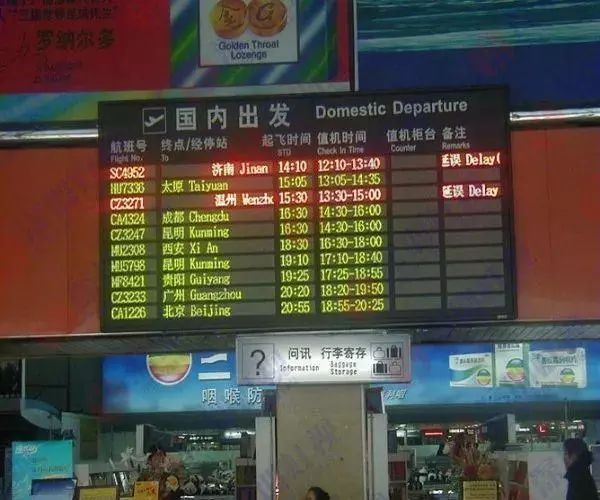 罗纳尔多
Golden Throat
Lozenge
国内出发 Domestic Departure
航班号 终点/经停站 起飞时间 值机时间 值机柜台 备注
Flight No. To STD Check In Time Counter Remarks
SC4952 济南 Jinan 14:10 12:10-13:40 延误 Delay
HU7336 太原 Taiyuan 15:05 13:05-14:35
CZ3271 温州 Wenzho 15:30 13:30-15:00 延误 Delay
CA4324 成都 Chengdu 16:30 14:30-16:00
CZ3247 昆明 Kunming 16:30 14:30-16:00
MU2308 西安 Xi An 18:30 16:30-18:00
MU5798 昆明 Kunming 19:10 17:10-18:40
MF8421 贵阳 Guiyang 19:25 17:25-18:55
CZ3233 广州 Guangzhou 20:20 18:20-19:50
CA1226 北京 Beijing 20:55 18:55-20:25
? 问讯 行李寄存
Information Baggage Storage
咽喉防